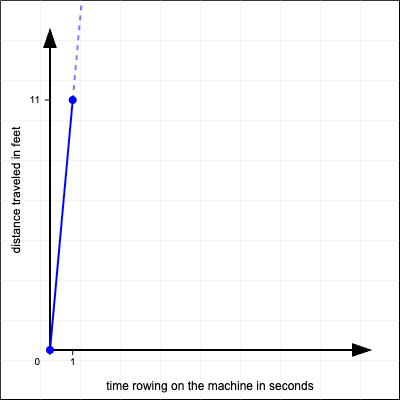 11
distance traveled in feet
0
1
time rowing on the machine in seconds